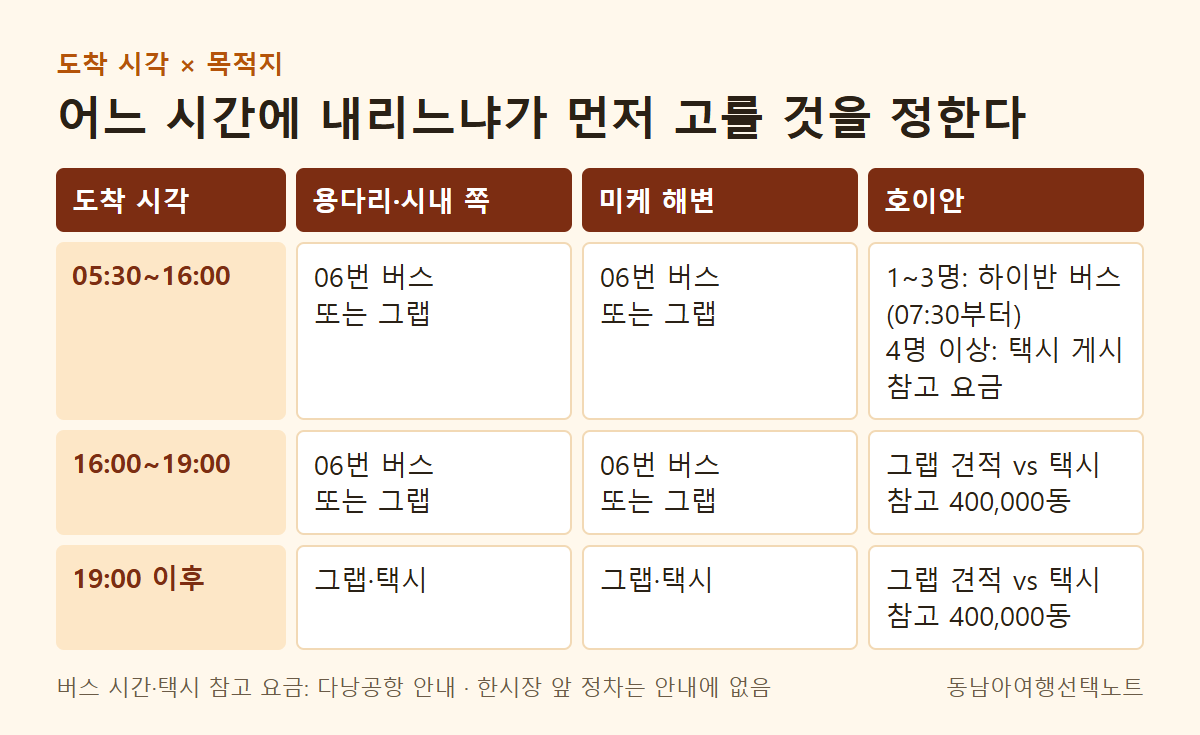 도착 시각 × 목적지
어느 시간에 내리느냐가 먼저 고를 것을 정한다
도착 시각
용다리·시내 쪽
미케 해변
호이안
05:30~16:00
06번 버스
또는 그랩
06번 버스
또는 그랩
1~3명: 하이반 버스
(07:30부터)
4명 이상: 택시 게시
참고 요금
16:00~19:00
06번 버스
또는 그랩
06번 버스
또는 그랩
그랩 견적 vs 택시
참고 400,000동
19:00 이후
그랩·택시
그랩·택시
그랩 견적 vs 택시
참고 400,000동
버스 시간·택시 참고 요금: 다낭공항 안내 · 한시장 앞 정차는 안내에 없음
동남아여행선택노트